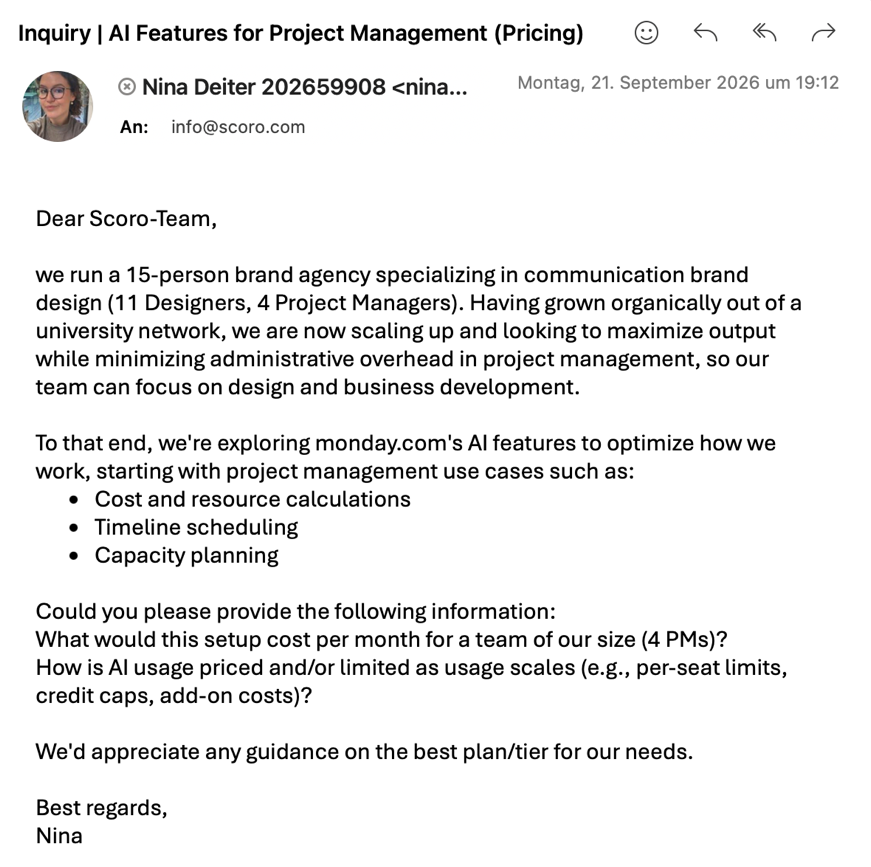 Inquiry | AI Features for Project Management (Pricing)
Nina Deiter 202659908 <nina...
Montag, 21. September 2026 um 19:12
An: info@scoro.com
Dear Scoro-Team,
we run a 15-person brand agency specializing in communication brand
design (11 Designers, 4 Project Managers). Having grown organically out of a
university network, we are now scaling up and looking to maximize output
while minimizing administrative overhead in project management, so our
team can focus on design and business development.
To that end, we're exploring monday.com's AI features to optimize how we
work, starting with project management use cases such as:
• Cost and resource calculations
• Timeline scheduling
• Capacity planning
Could you please provide the following information:
What would this setup cost per month for a team of our size (4 PMs)?
How is AI usage priced and/or limited as usage scales (e.g., per-seat limits,
credit caps, add-on costs)?
We'd appreciate any guidance on the best plan/tier for our needs.
Best regards,
Nina